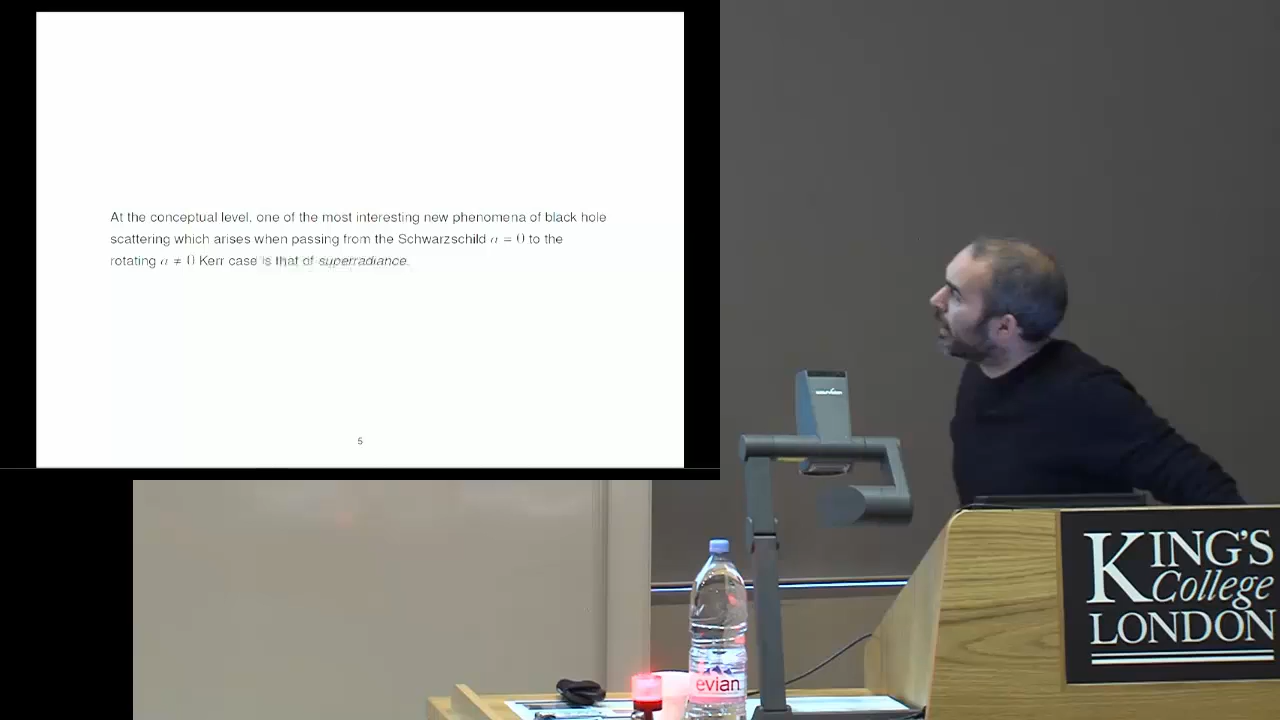 At the conceptual level, one of the most interesting new phenomena of black hole
scattering which arises when passing from the Schwarzschild a = 0 to the
rotating a ≠ 0 Kerr case is that of superradiance.
5
KING'S
College
LONDON
evian